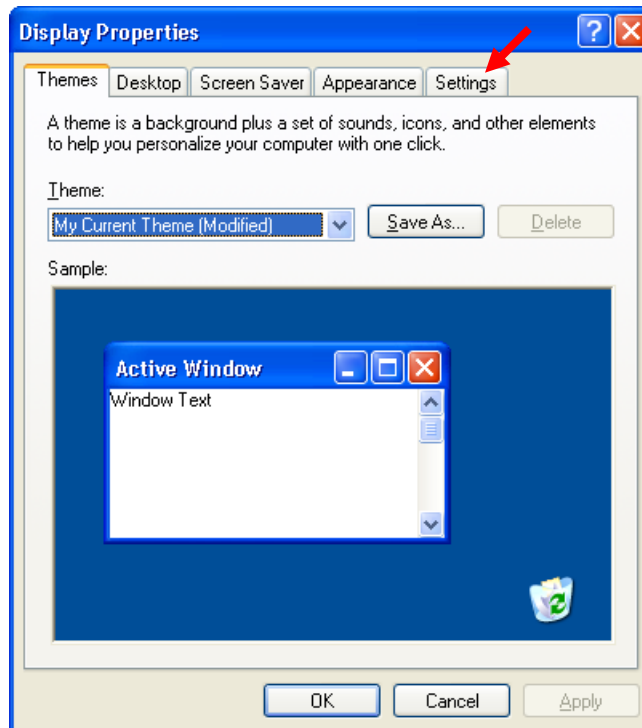 Display Properties
Themes Desktop Screen Saver Appearance Settings
A theme is a background plus a set of sounds, icons, and other elements
to help you personalize your computer with one click.
Theme:
My Current Theme (Modified) Save As... Delete
Sample:
Active Window
Window Text
OK Cancel Apply